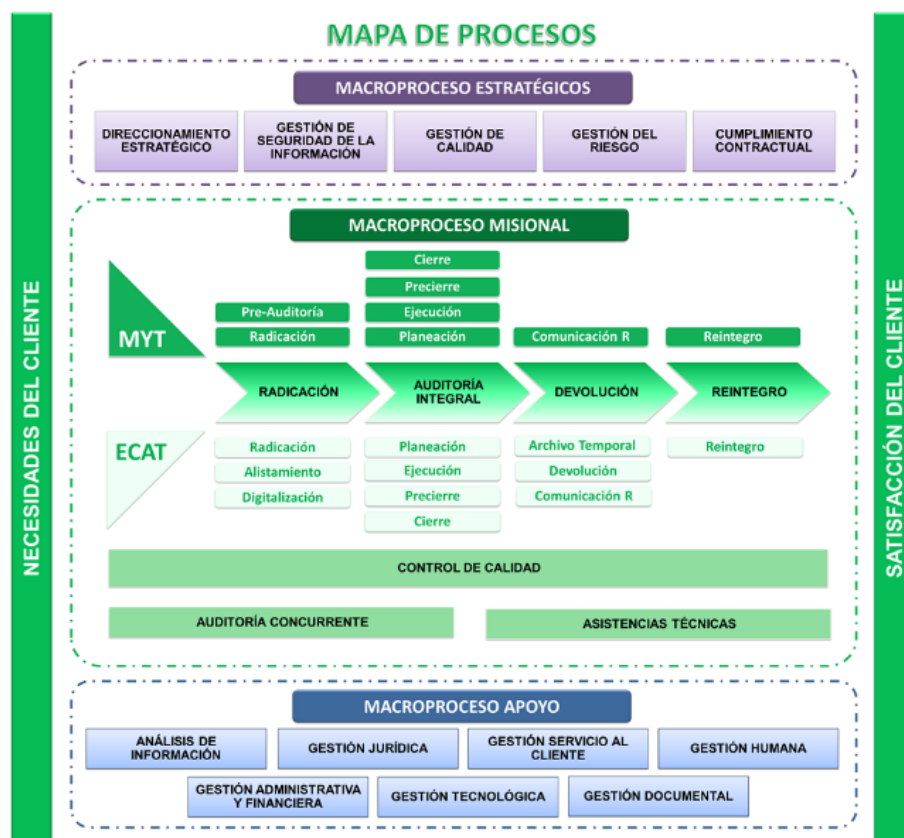 MAPA DE PROCESOS
NECESIDADES DEL CLIENTE
MACROPROCESO ESTRATÉGICOS
DIRECCIONAMIENTO
ESTRATÉGICO
GESTIÓN DE
SEGURIDAD DE LA
INFORMACIÓN
GESTIÓN DE
CALIDAD
GESTIÓN DEL
RIESGO
CUMPLIMIENTO
CONTRACTUAL
MACROPROCESO MISIONAL
MYT
Pre-Auditoría
Radicación
Cierre
Precierre
Ejecución
Planeación
Comunicación R
Reintegro
RADICACIÓN
AUDITORÍA
INTEGRAL
DEVOLUCIÓN
REINTEGRO
ECAT
Radicación
Alistamiento
Digitalización
Planeación
Ejecución
Precierre
Cierre
Archivo Temporal
Devolución
Comunicación R
Reintegro
CONTROL DE CALIDAD
AUDITORÍA CONCURRENTE
ASISTENCIAS TÉCNICAS
MACROPROCESO APOYO
ANÁLISIS DE
INFORMACIÓN
GESTIÓN JURÍDICA
GESTIÓN SERVICIO AL
CLIENTE
GESTIÓN HUMANA
GESTIÓN ADMINISTRATIVA
Y FINANCIERA
GESTIÓN TECNOLÓGICA
GESTIÓN DOCUMENTAL
SATISFACCIÓN DEL CLIENTE